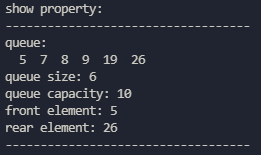 show property:
-----------------------------------
queue:
  5  7  8  9  19  26
queue size: 6
queue capacity: 10
front element: 5
rear element: 26
-----------------------------------